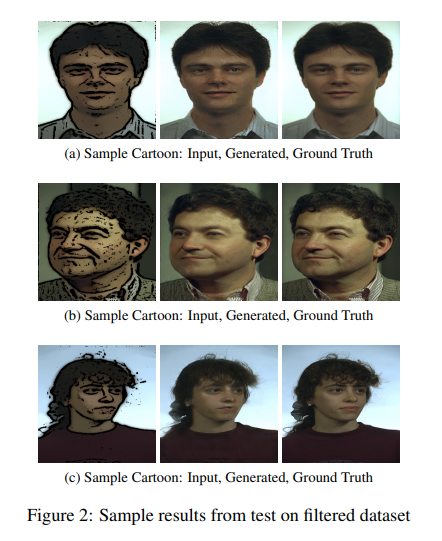 (a) Sample Cartoon: Input, Generated, Ground Truth
(b) Sample Cartoon: Input, Generated, Ground Truth
(c) Sample Cartoon: Input, Generated, Ground Truth
Figure 2: Sample results from test on filtered dataset